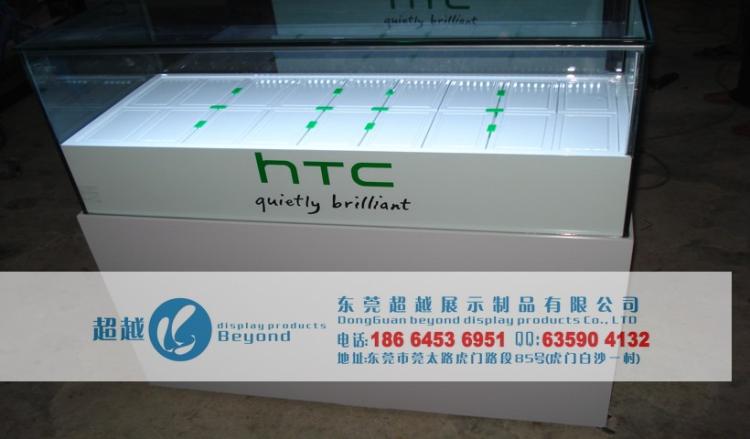 hTC
quietly brilliant
hTC
quietly brilliant
超越
display products
Beyond
东莞超越展示制品有限公司
DongGuan beyond display products Co., LTD
电话:186 6453 6951 QQ:63590 4132
地址:东莞市莞太路虎门路段85号(虎门白沙一村)